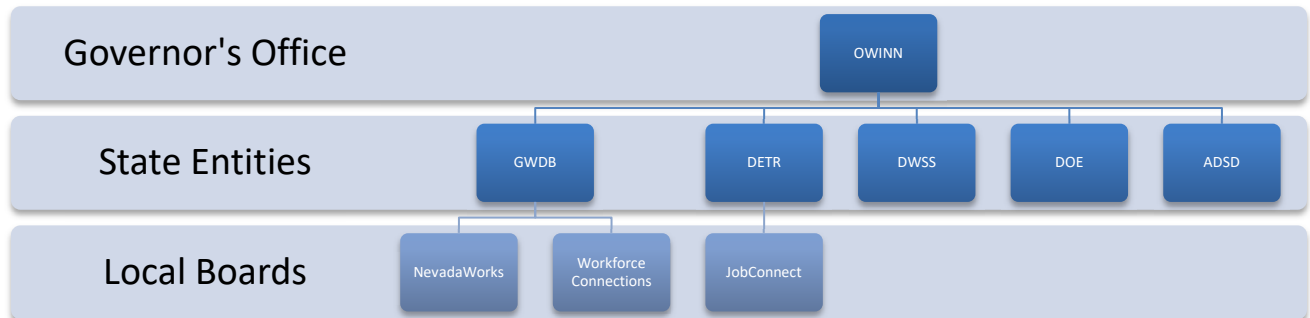 Governor's Office
OWINN
State Entities
GWDB
DETR
DWSS
DOE
ADSD
Local Boards
NevadaWorks
Workforce
Connections
JobConnect